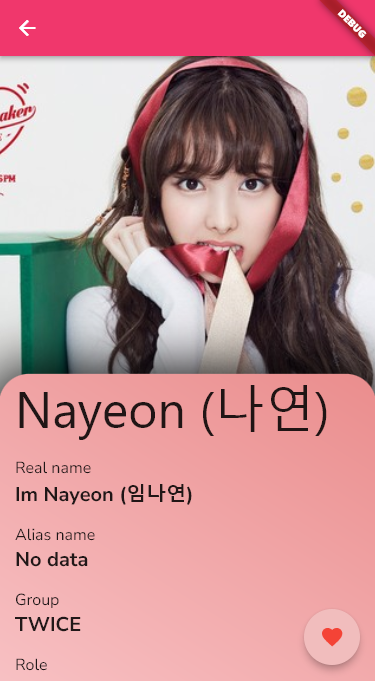 DEBUG
aker
5PM
Nayeon (나연)
Real name
Im Nayeon (임나연)
Alias name
No data
Group
TWICE
Role